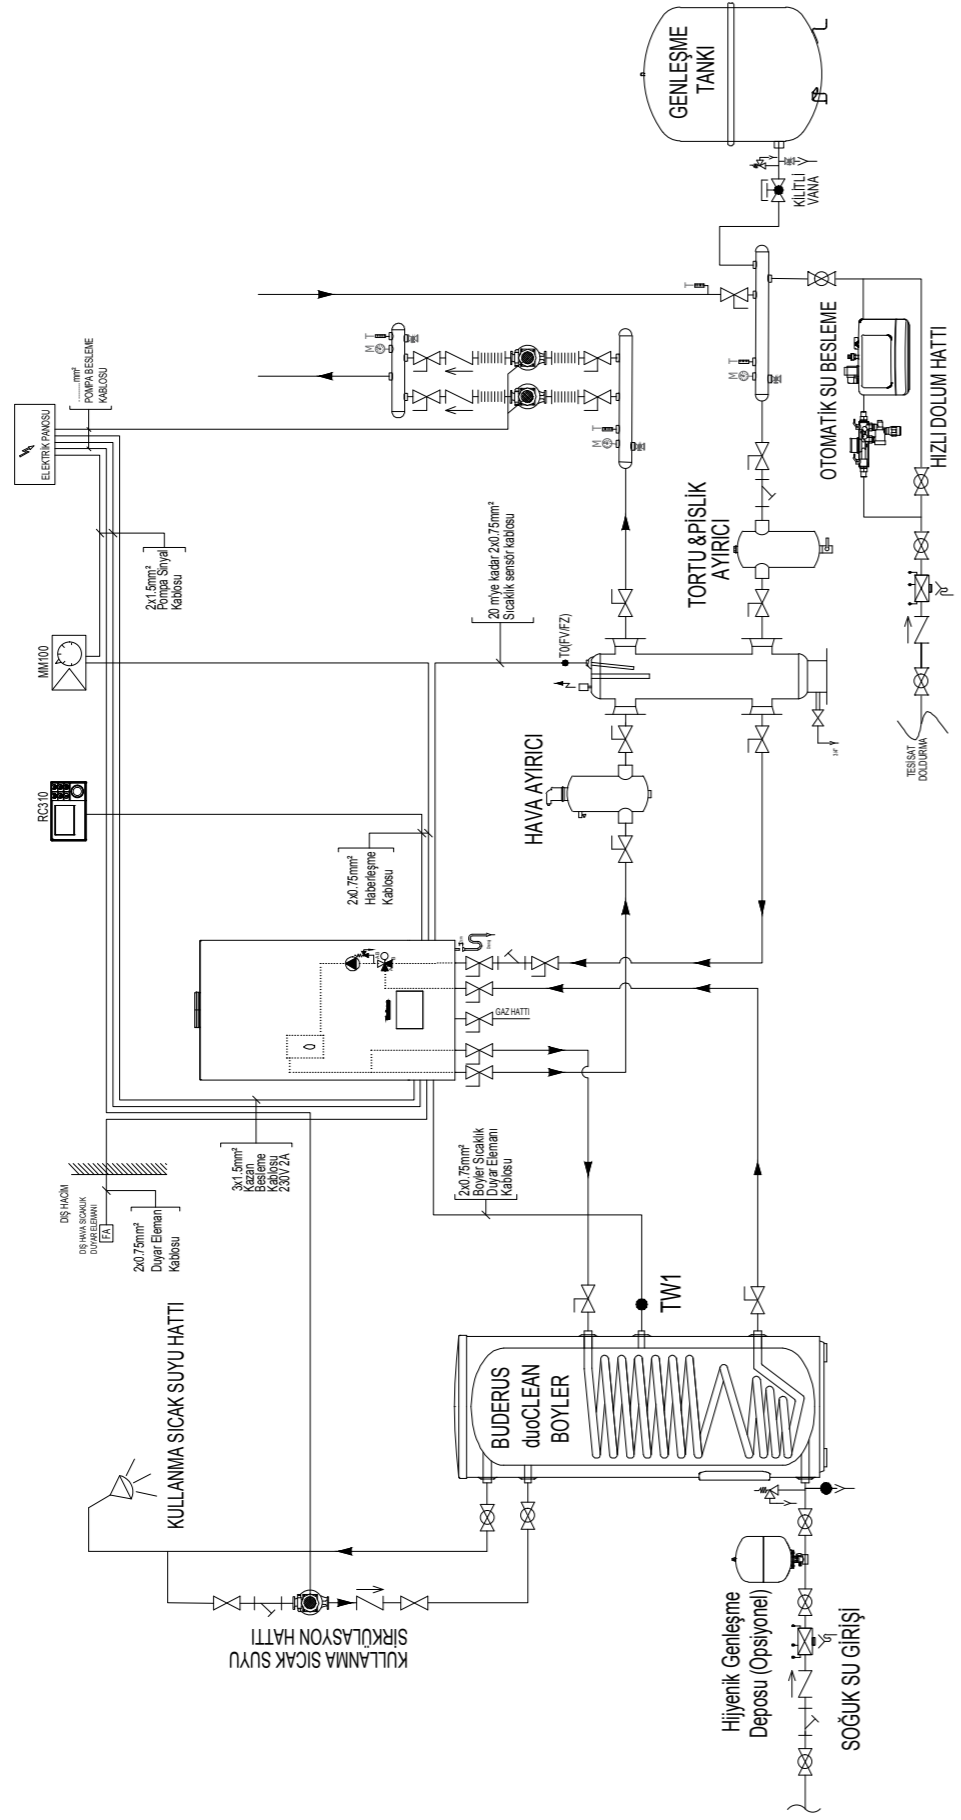 DIŞ HACİM
DIŞ HAVA SICAKLIK
DUYAR ELEMANI
FA
2x0.75mm²
Duyar Eleman
Kablosu
3x1.5mm²
Kazan
Besleme
Kablosu
230V 2A
RC310
MM100
2x1.5mm²
Pompa Sinyal
Kablosu
ELEKTRİK PANOSU
........ mm²
POMPA BESLEME
KABLOSU
2x0.75mm²
Haberleşme
Kablosu
20 m'ye kadar 2x0.75mm²
Sıcaklık sensör kablosu
T0(FV/FZ)
M
T
M
T
T
M
T
GENLEŞME
TANKI
KİLİTLİ
VANA
KULLANMA SICAK SUYU HATTI
KULLANMA SICAK SUYU
SİRKÜLASYON HATTI
BUDERUS
duoCLEAN
BOYLER
TW1
2x0.75mm²
Boyler Sıcaklık
Duyar Elemanı
Kablosu
GAZ HATTI
HAVA AYIRICI
TORTU &PİSLİK
AYIRICI
3/4"
OTOMATİK SU BESLEME
HIZLI DOLUM HATTI
TESİSAT
DOLDURMA
Hijyenik Genleşme
Deposu (Opsiyonel)
SOĞUK SU GİRİŞİ